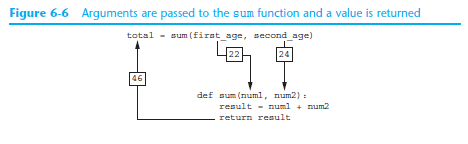 Figure 6-6 Arguments are passed to the sum function and a value is returned
total = sum(first_age, second_age)
22 24
46
def sum(num1, num2):
result = num1 + num2
return result